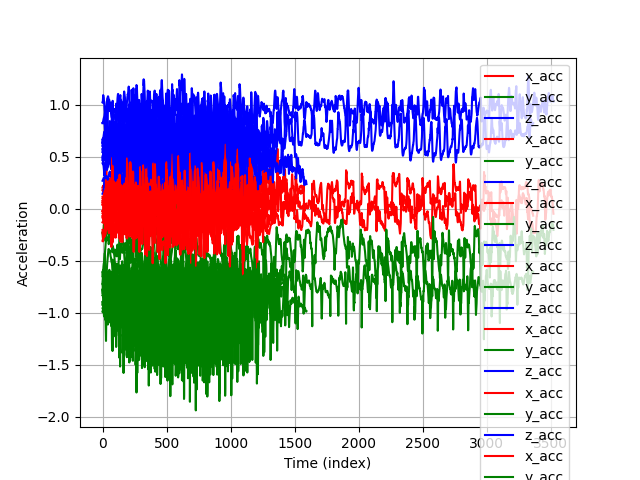 1.0
0.5
0.0
−0.5
−1.0
−1.5
−2.0
Acceleration
0
500
1000
1500
2000
2500
3000
3500
Time (index)
x_acc
y_acc
z_acc
x_acc
y_acc
z_acc
x_acc
y_acc
z_acc
x_acc
y_acc
z_acc
x_acc
y_acc
z_acc
x_acc
y_acc
z_acc
x_acc
y_acc